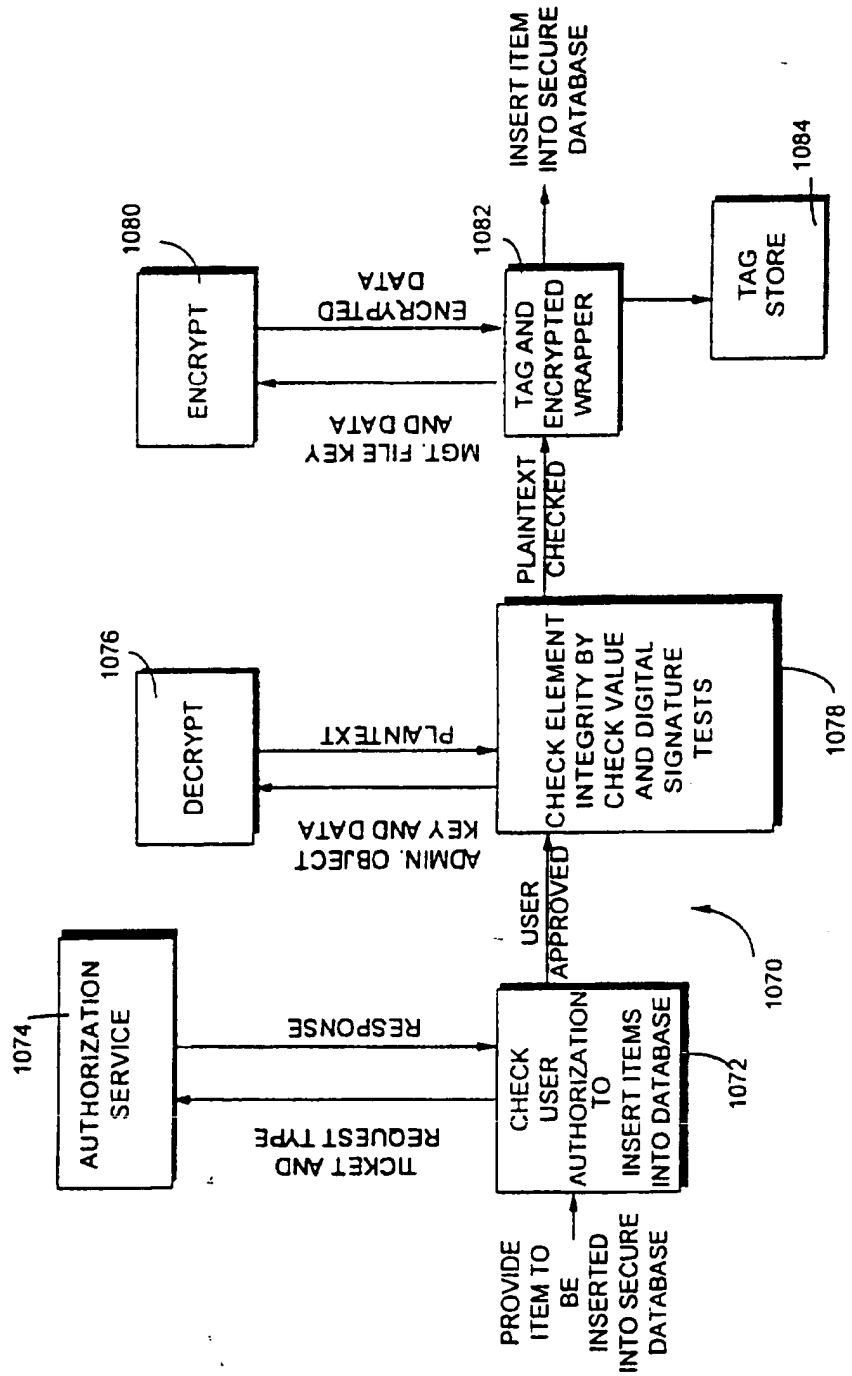 PROVIDE
ITEM TO
BE
INSERTED
INTO SECURE
DATABASE
CHECK
USER
AUTHORIZATION
TO
INSERT ITEMS
INTO DATABASE
1072
TICKET AND
REQUEST TYPE
RESPONSE
AUTHORIZATION
SERVICE
1074
USER
APPROVED
1070
CHECK ELEMENT
INTEGRITY BY
CHECK VALUE
AND DIGITAL
SIGNATURE
TESTS
1078
ADMIN. OBJECT
KEY AND DATA
PLAINTEXT
DECRYPT
1076
PLAINTEXT
CHECKED
TAG AND
ENCRYPTED
WRAPPER
1082
MGT. FILE KEY
AND DATA
ENCRYPTED
DATA
ENCRYPT
1080
INSERT ITEM
INTO SECURE
DATABASE
TAG
STORE
1084